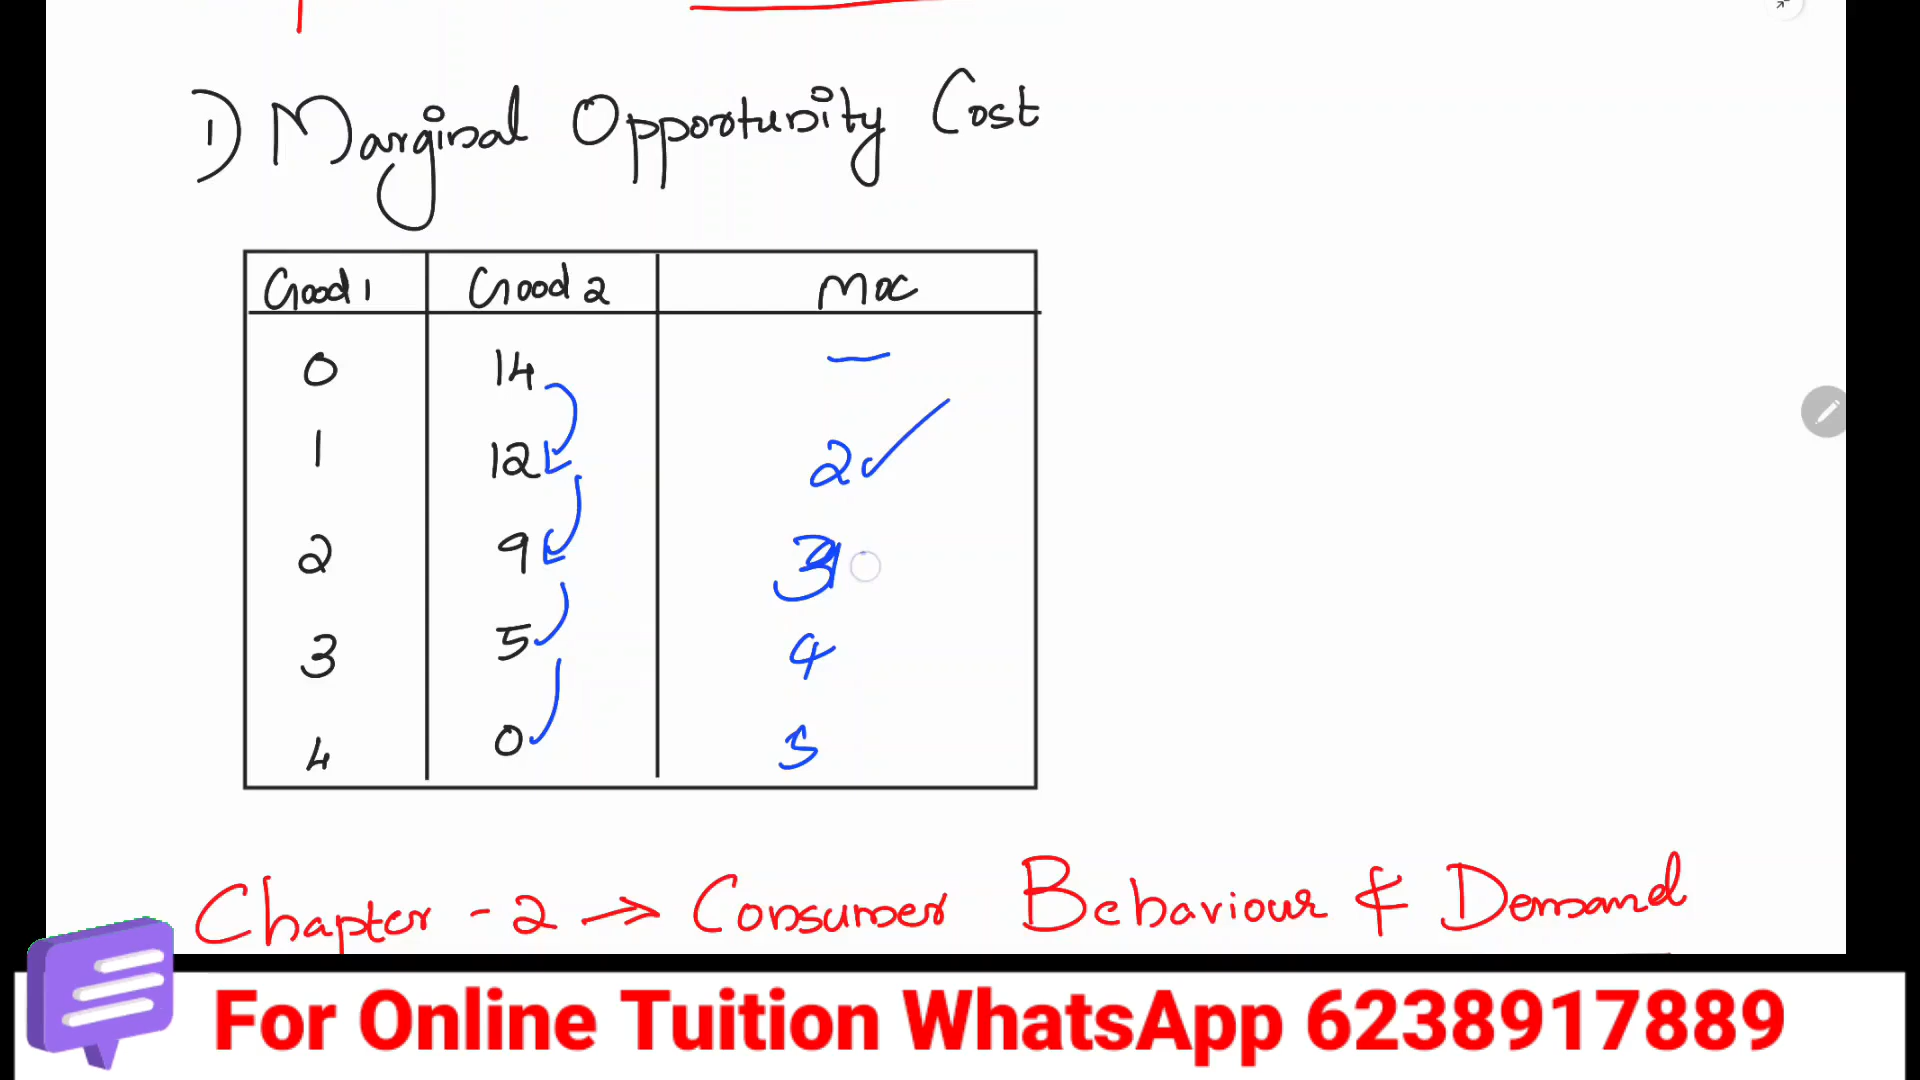 1) Marginal Opportunity Cost
Good 1 Good 2 MOC
0 14 —
1 12 2 ✓
2 9 3
3 5 4
4 0 5
Chapter - 2 → Consumer Behaviour & Demand
For Online Tuition WhatsApp 6238917889